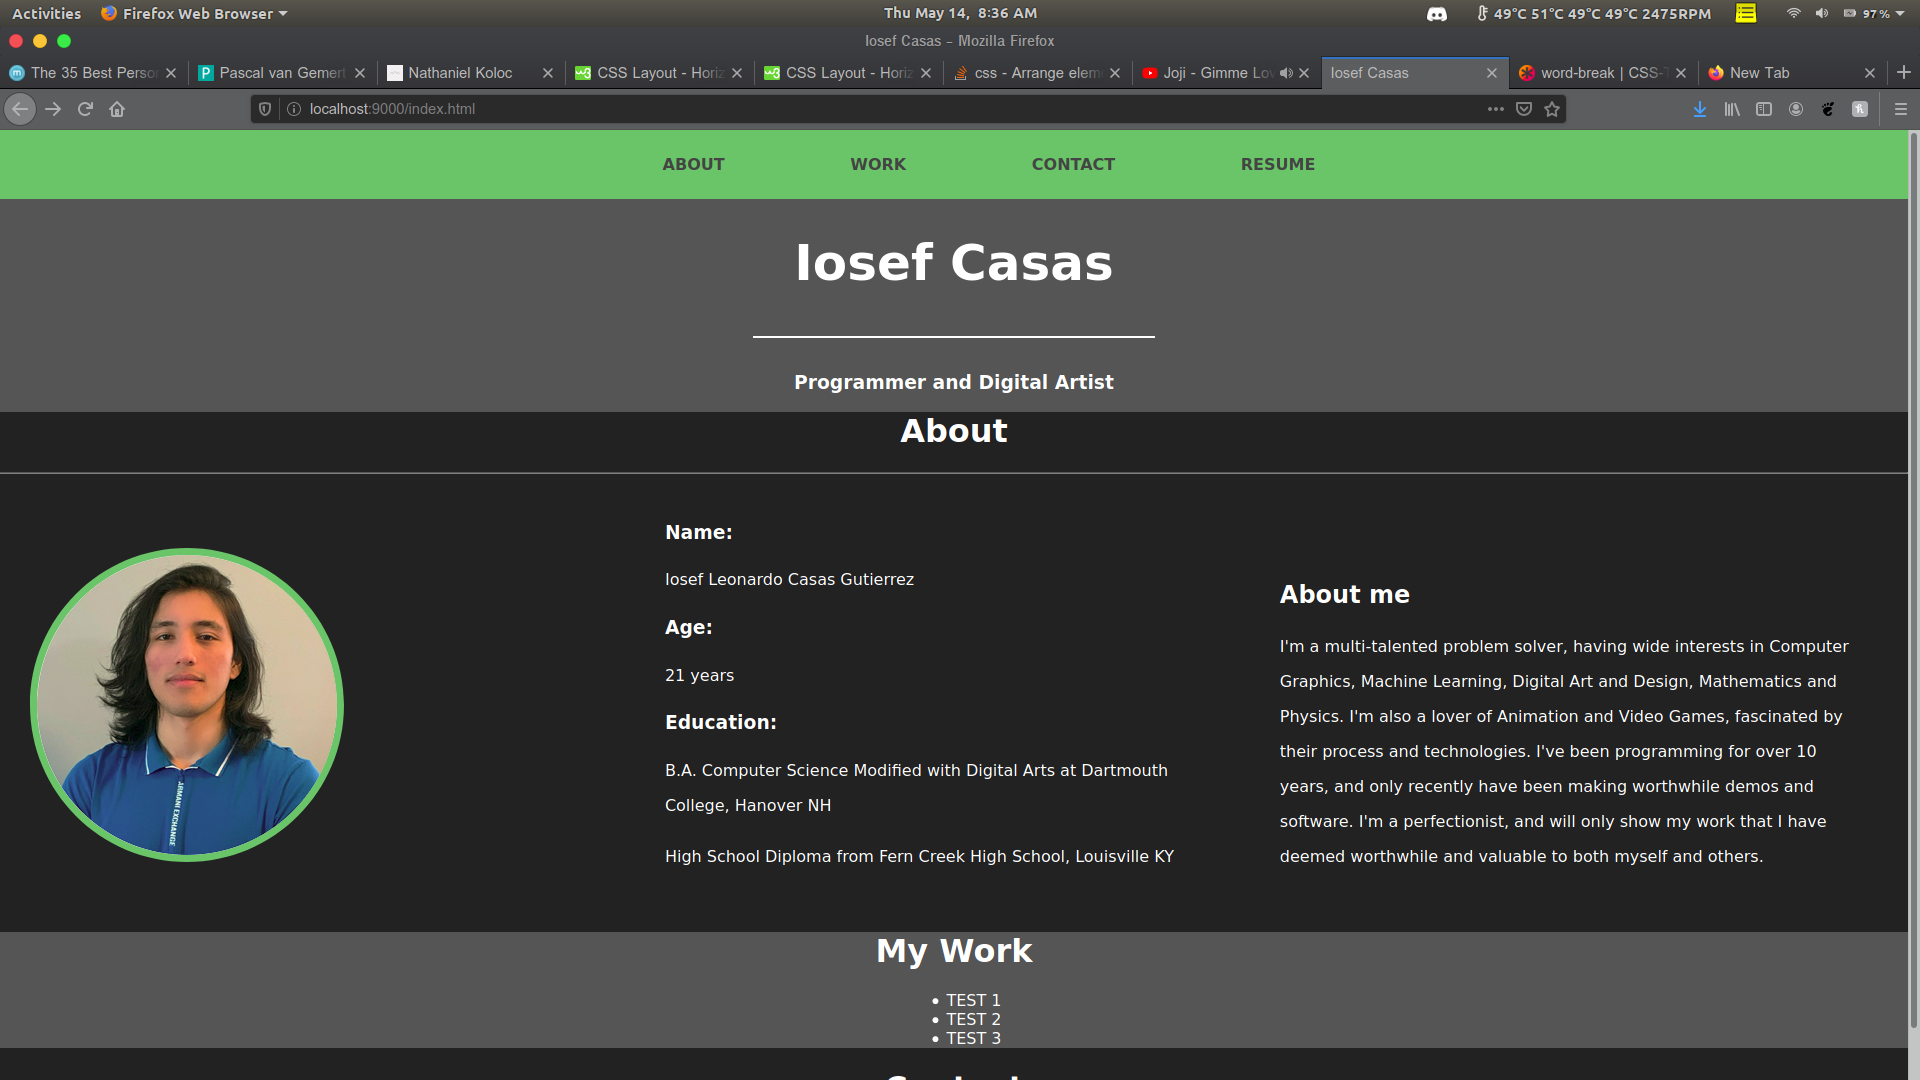 Activities Firefox Web Browser Thu May 14, 8:36 AM 49°C 51°C 49°C 49°C 2475RPM 97 %
Iosef Casas - Mozilla Firefox
The 35 Best Perso Pascal van Gemert Nathaniel Koloc CSS Layout - Horiz CSS Layout - Horiz css - Arrange elem Joji - Gimme Lov Iosef Casas word-break | CSS-T New Tab
localhost:9000/index.html
ABOUT WORK CONTACT RESUME
Iosef Casas
Programmer and Digital Artist
About
Name:
Iosef Leonardo Casas Gutierrez
Age:
21 years
Education:
B.A. Computer Science Modified with Digital Arts at Dartmouth
College, Hanover NH
High School Diploma from Fern Creek High School, Louisville KY
About me
I'm a multi-talented problem solver, having wide interests in Computer
Graphics, Machine Learning, Digital Art and Design, Mathematics and
Physics. I'm also a lover of Animation and Video Games, fascinated by
their process and technologies. I've been programming for over 10
years, and only recently have been making worthwhile demos and
software. I'm a perfectionist, and will only show my work that I have
deemed worthwhile and valuable to both myself and others.
ARMANI EXCHANGE
My Work
• TEST 1
• TEST 2
• TEST 3